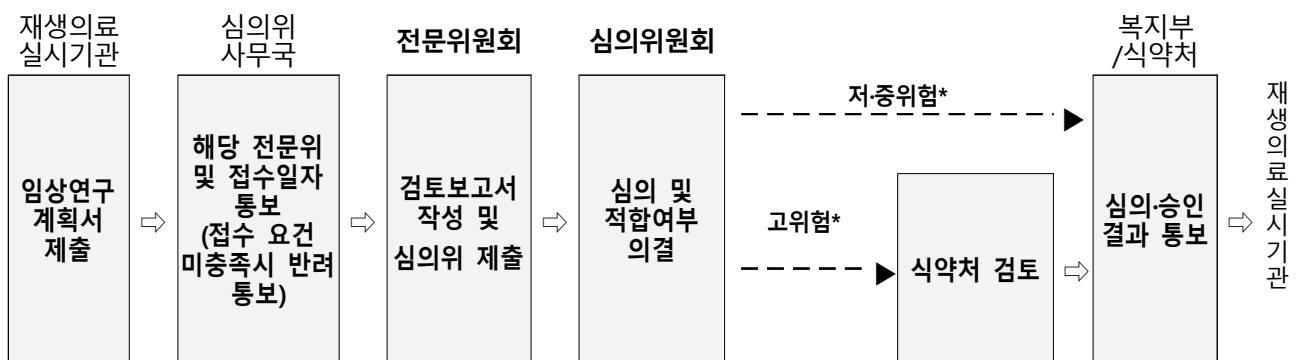 재생의료
실시기관
심의위
사무국
전문위원회
심의위원회
복지부
/식약처
임상연구
계획서
제출
⇨
해당 전문위
및 접수일자
통보
(접수 요건
미충족시 반려
통보)
⇨
검토보고서
작성 및
심의위 제출
⇨
심의 및
적합여부
의결
저·중위험*
고위험*
식약처 검토
⇨
심의·승인
결과 통보
⇨
재생의료실시기관